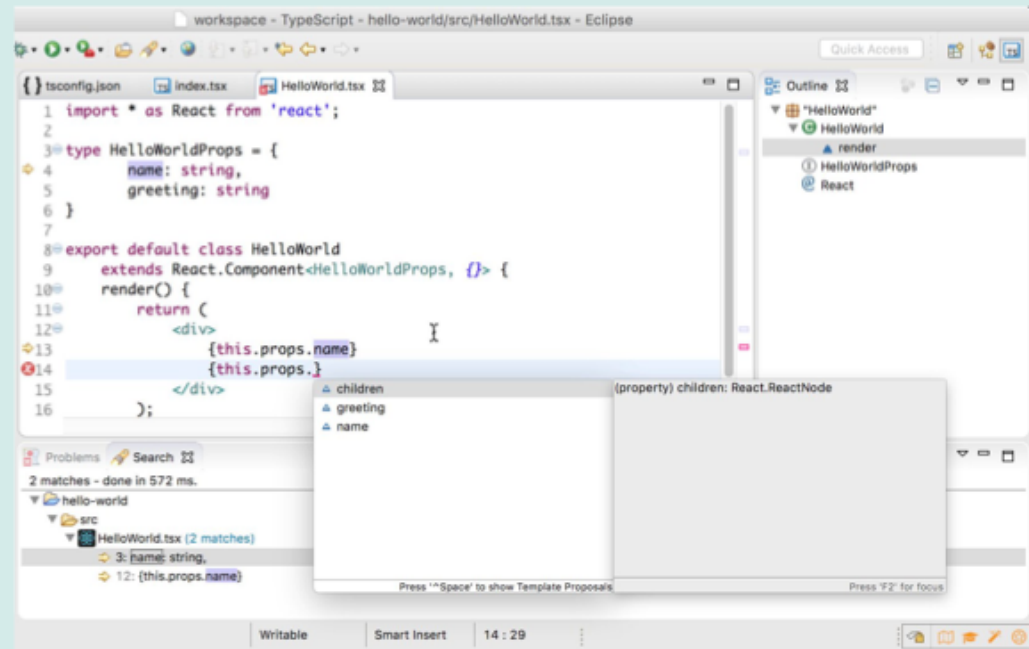 workspace - TypeScript - hello-world/src/HelloWorld.tsx - Eclipse
Quick Access
{ } tsconfig.json index.tsx HelloWorld.tsx
1 import * as React from 'react';
2
3 type HelloWorldProps = {
4 name: string,
5 greeting: string
6 }
7
8 export default class HelloWorld
9 extends React.Component<HelloWorldProps, {}> {
10 render() {
11 return (
12 <div>
13 {this.props.name}
14 {this.props.}
15 </div>
16 );
children
greeting
name
Press '^Space' to show Template Proposals
(property) children: React.ReactNode
Press 'F2' for focus
Outline
"HelloWorld"
HelloWorld
render
HelloWorldProps
React
Problems Search
2 matches - done in 572 ms.
hello-world
src
HelloWorld.tsx (2 matches)
3: name: string,
12: {this.props.name}
Writable Smart Insert 14 : 29